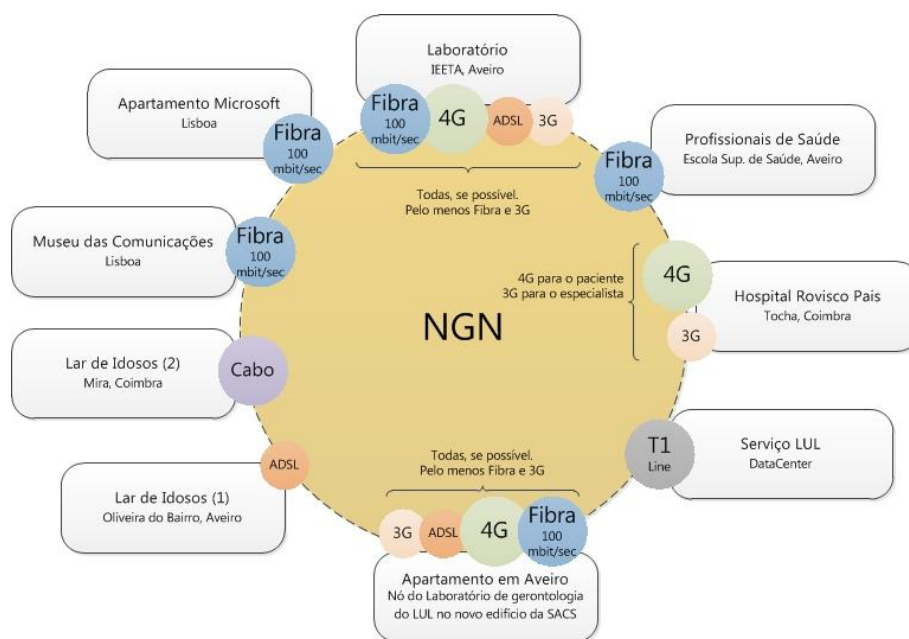 Laboratório
IEETA, Aveiro
Fibra
100
mbit/sec
4G
ADSL
3G
Todas, se possível.
Pelo menos Fibra e 3G
Apartamento Microsoft
Lisboa
Fibra
100
mbit/sec
Profissionais de Saúde
Escola Sup. de Saúde, Aveiro
Fibra
100
mbit/sec
Museu das Comunicações
Lisboa
Fibra
100
mbit/sec
4G para o paciente
3G para o especialista
4G
3G
Hospital Rovisco Pais
Tocha, Coimbra
NGN
Lar de Idosos (2)
Mira, Coimbra
Cabo
T1
Line
Serviço LUL
DataCenter
Lar de Idosos (1)
Oliveira do Bairro, Aveiro
ADSL
Todas, se possível.
Pelo menos Fibra e 3G
3G
ADSL
4G
Fibra
100
mbit/sec
Apartamento em Aveiro
Nó do Laboratório de gerontologia
do LUL no novo edifício da SACS